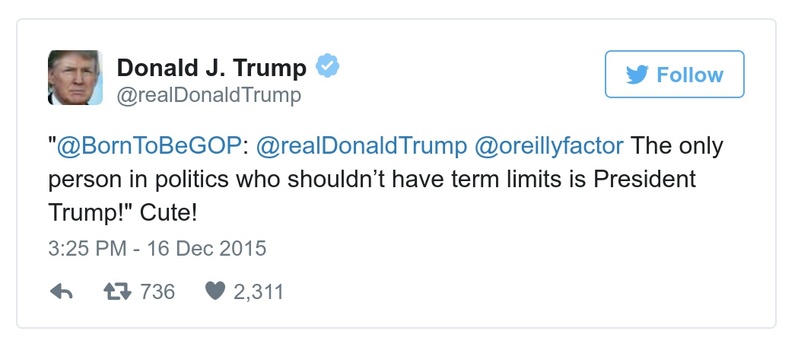 Donald J. Trump
@realDonaldTrump
Follow
"@BornToBeGOP: @realDonaldTrump @oreillyfactor The only
person in politics who shouldn’t have term limits is President
Trump!" Cute!
3:25 PM - 16 Dec 2015
736 2,311